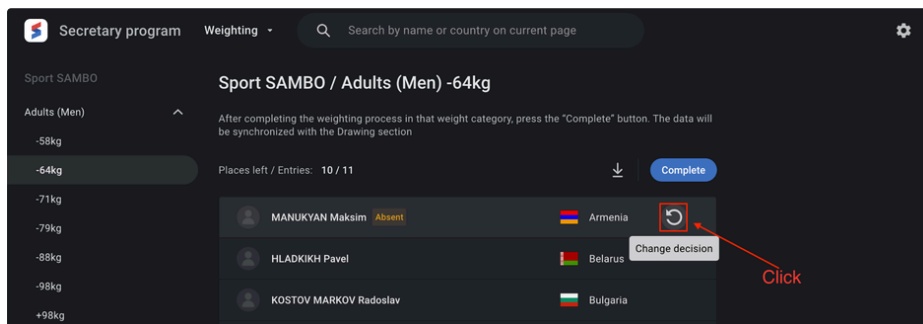 Secretary program
Weighting
Search by name or country on current page
Sport SAMBO
Adults (Men)
-58kg
-64kg
-71kg
-79kg
-88kg
-98kg
+98kg
Sport SAMBO / Adults (Men) -64kg
After completing the weighting process in that weight category, press the “Complete” button. The data will
be synchronized with the Drawing section
Places left / Entries: 10 / 11
Complete
MANUKYAN Maksim Absent Armenia
Change decision
HLADKIKH Pavel Belarus
Click
KOSTOV MARKOV Radoslav Bulgaria